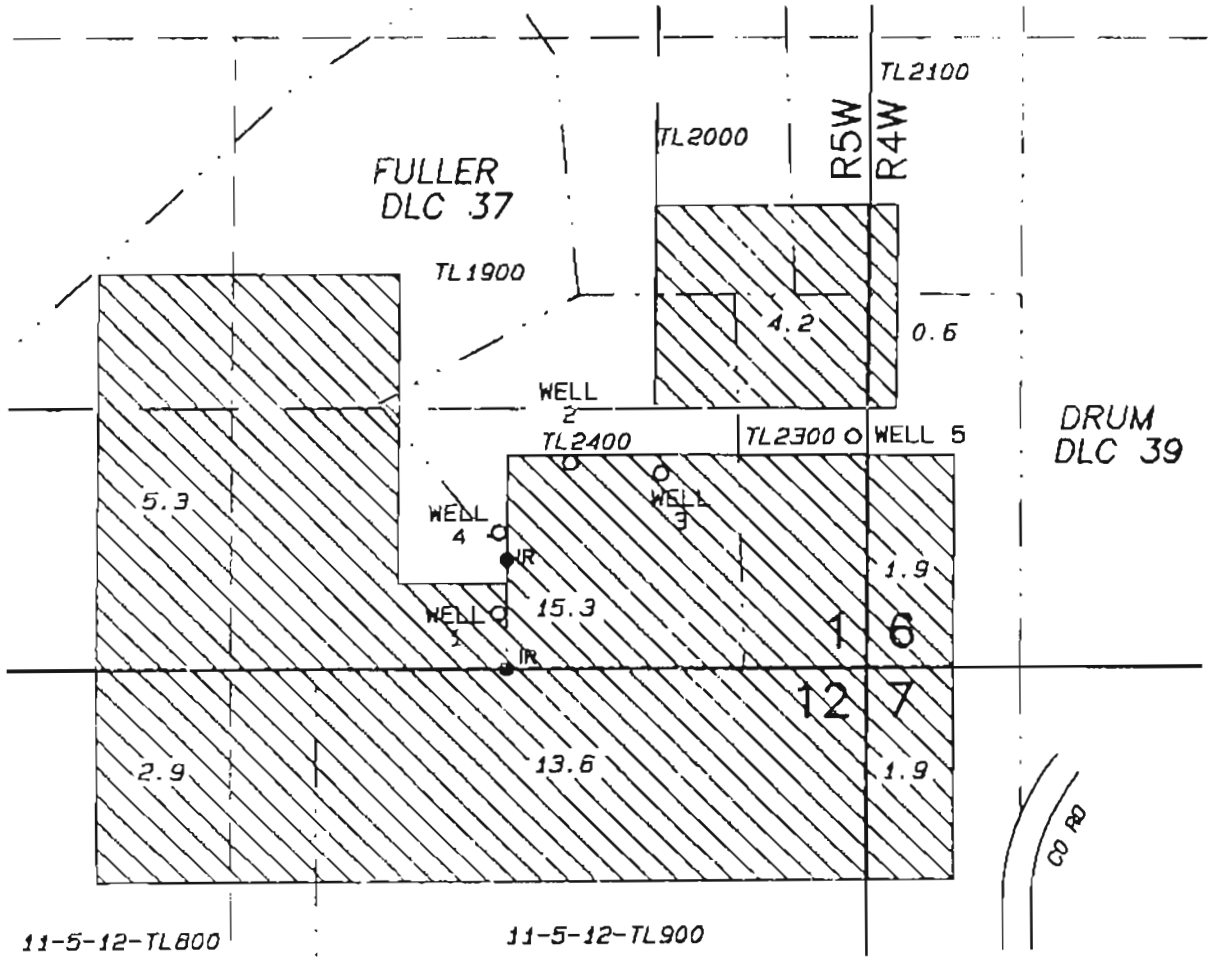 TL2100
R5W
R4W
TL2000
FULLER
DLC 37
TL1900
4.2
0.6
WELL
2
DRUM
DLC 39
TL2400
TL2300
WELL 5
5.3
WELL
3
WELL
4
IR
1.9
15.3
WELL
1
1
6
IR
12
7
2.9
13.6
1.9
CO RD
11-5-12-TL800
11-5-12-TL900